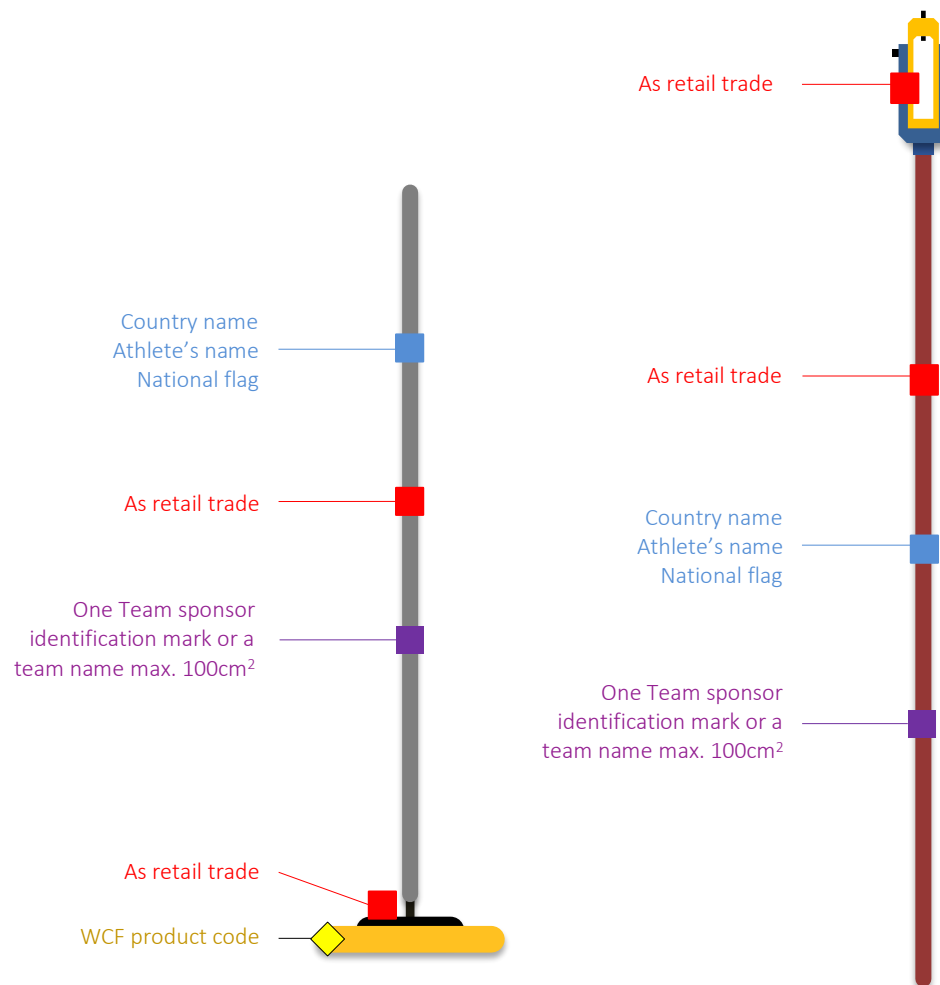 Country name
Athlete’s name
National flag
As retail trade
One Team sponsor
identification mark or a
team name max. 100cm²
As retail trade
WCF product code
As retail trade
As retail trade
Country name
Athlete’s name
National flag
One Team sponsor
identification mark or a
team name max. 100cm²